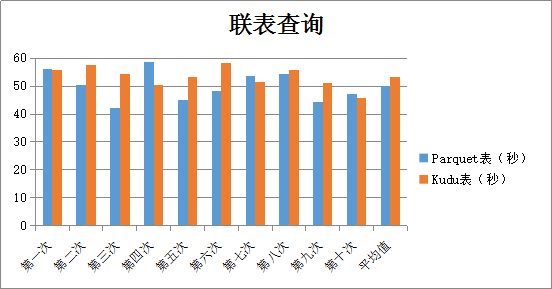 联表查询
60
50
40
30
20
10
0
第一次
第二次
第三次
第四次
第五次
第六次
第七次
第八次
第九次
第十次
平均值
Parquet表（秒）
Kudu表（秒）